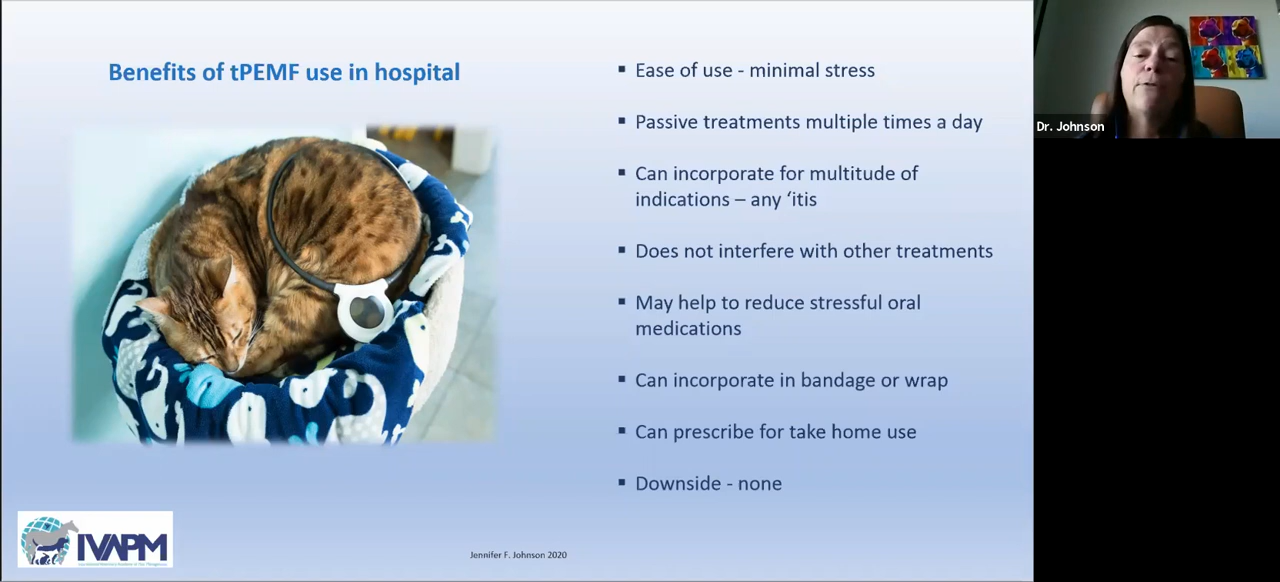 Benefits of tPEMF use in hospital
▪ Ease of use - minimal stress
▪ Passive treatments multiple times a day
▪ Can incorporate for multitude of
indications – any ‘itis
▪ Does not interfere with other treatments
▪ May help to reduce stressful oral
medications
▪ Can incorporate in bandage or wrap
▪ Can prescribe for take home use
▪ Downside - none
IVAPM
Jennifer F. Johnson 2020
Dr. Johnson